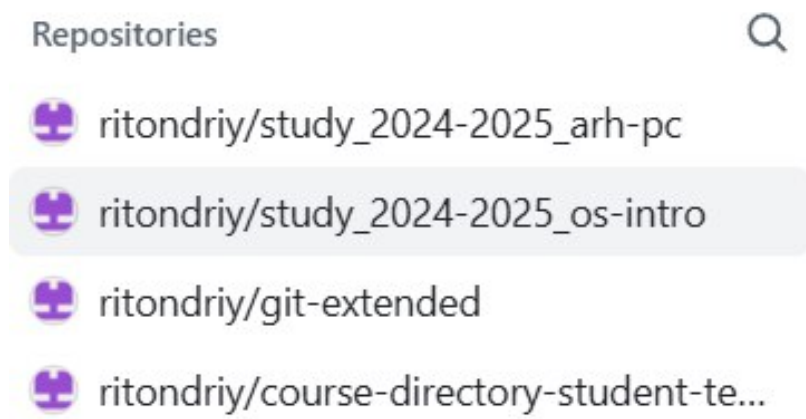 Repositories
ritondriy/study_2024-2025_arh-pc
ritondriy/study_2024-2025_os-intro
ritondriy/git-extended
ritondriy/course-directory-student-te...